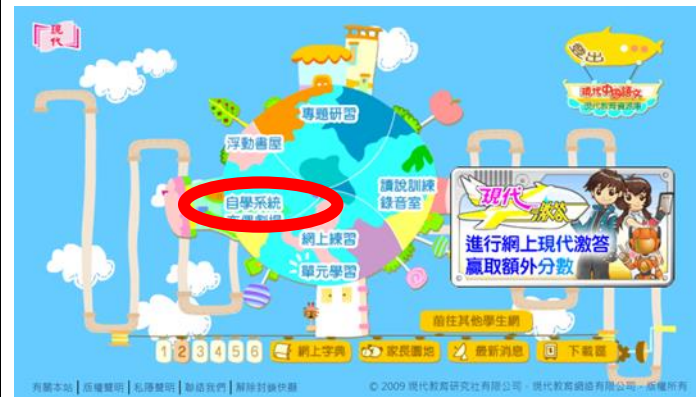 現代
登出
現代中國語文
現代教育資源庫
專題研習
浮動書屋
自學系統
讀說訓練
錄音室
網上練習
單元學習
現代
進行網上現代激答
贏取額外分數
前往其他學生網
1 2 3 4 5 6 網上字典 家長園地 最新消息 下載區
有關本站 | 版權聲明 | 私隱聲明 | 聯絡我們 | 解除封鎖快顯
© 2009 現代教育研究社有限公司、現代教育網絡有限公司。版權所有